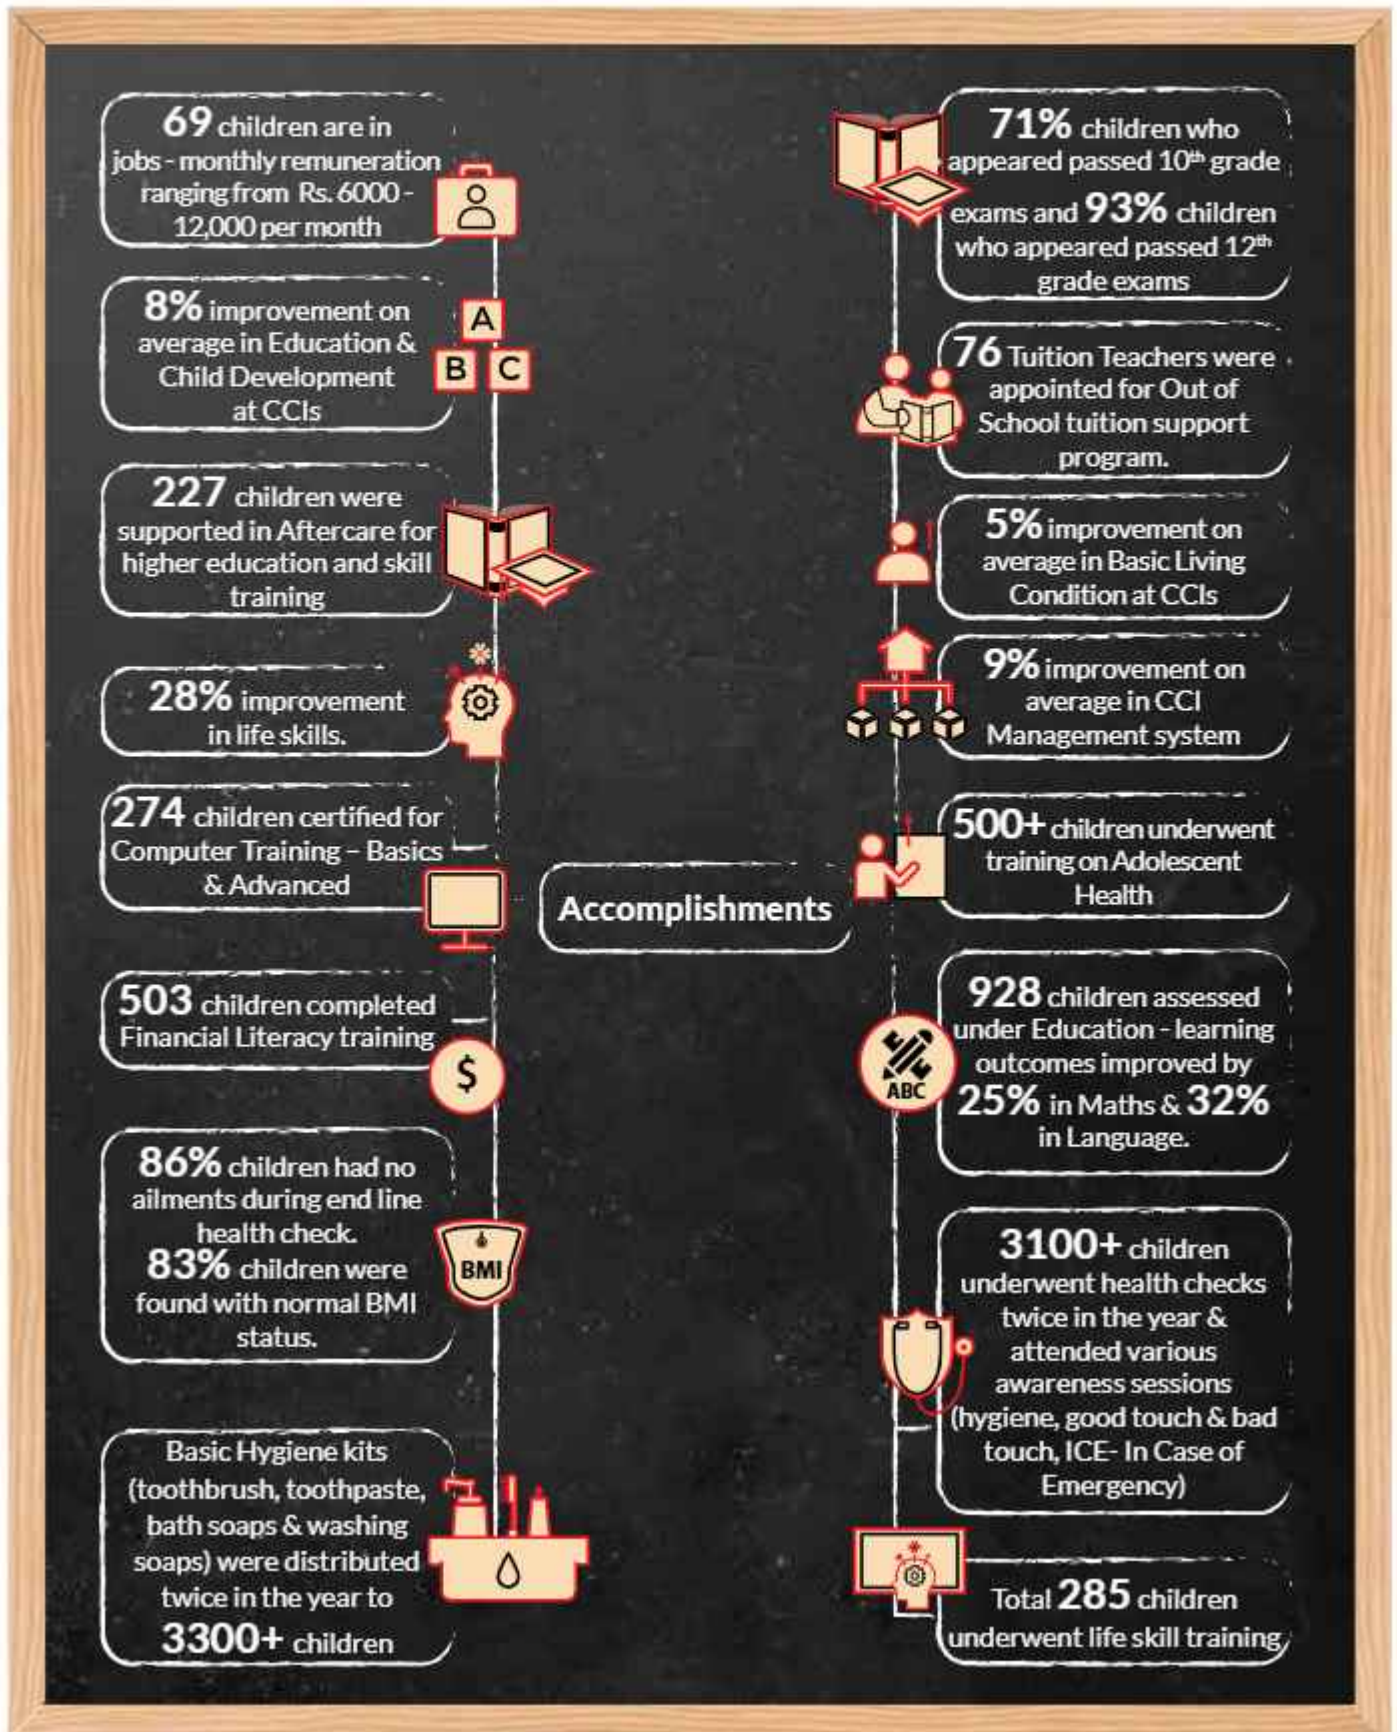 69 children are in
jobs - monthly remuneration
ranging from Rs. 6000 -
12,000 per month
8% improvement on
average in Education &
Child Development
at CCIs
227 children were
supported in Aftercare for
higher education and skill
training
28% improvement
in life skills.
274 children certified for
Computer Training – Basics
& Advanced
503 children completed
Financial Literacy training
86% children had no
ailments during end line
health check.
83% children were
found with normal BMI
status.
Basic Hygiene kits
(toothbrush, toothpaste,
bath soaps & washing
soaps) were distributed
twice in the year to
3300+ children
A
B C
$
BMI
Accomplishments
71% children who
appeared passed 10th grade
exams and 93% children
who appeared passed 12th
grade exams
76 Tuition Teachers were
appointed for Out of
School tuition support
program.
5% improvement on
average in Basic Living
Condition at CCIs
9% improvement on
average in CCI
Management system
500+ children underwent
training on Adolescent
Health
ABC
928 children assessed
under Education - learning
outcomes improved by
25% in Maths & 32%
in Language.
3100+ children
underwent health checks
twice in the year &
attended various
awareness sessions
(hygiene, good touch & bad
touch, ICE- In Case of
Emergency)
Total 285 children
underwent life skill training